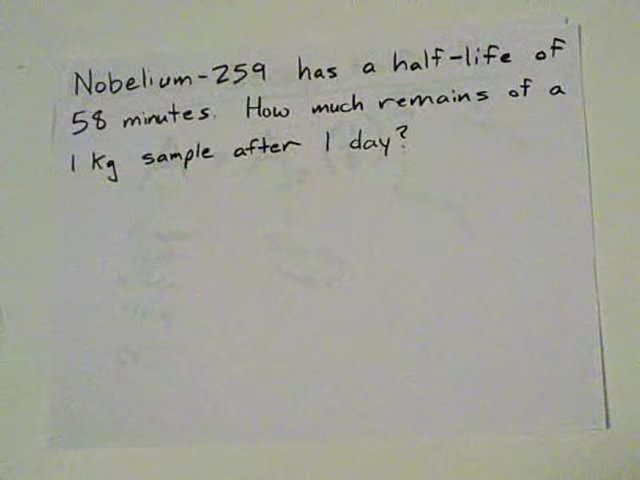 Nobelium-259 has a half-life of
58 minutes. How much remains of a
1 kg sample after 1 day?